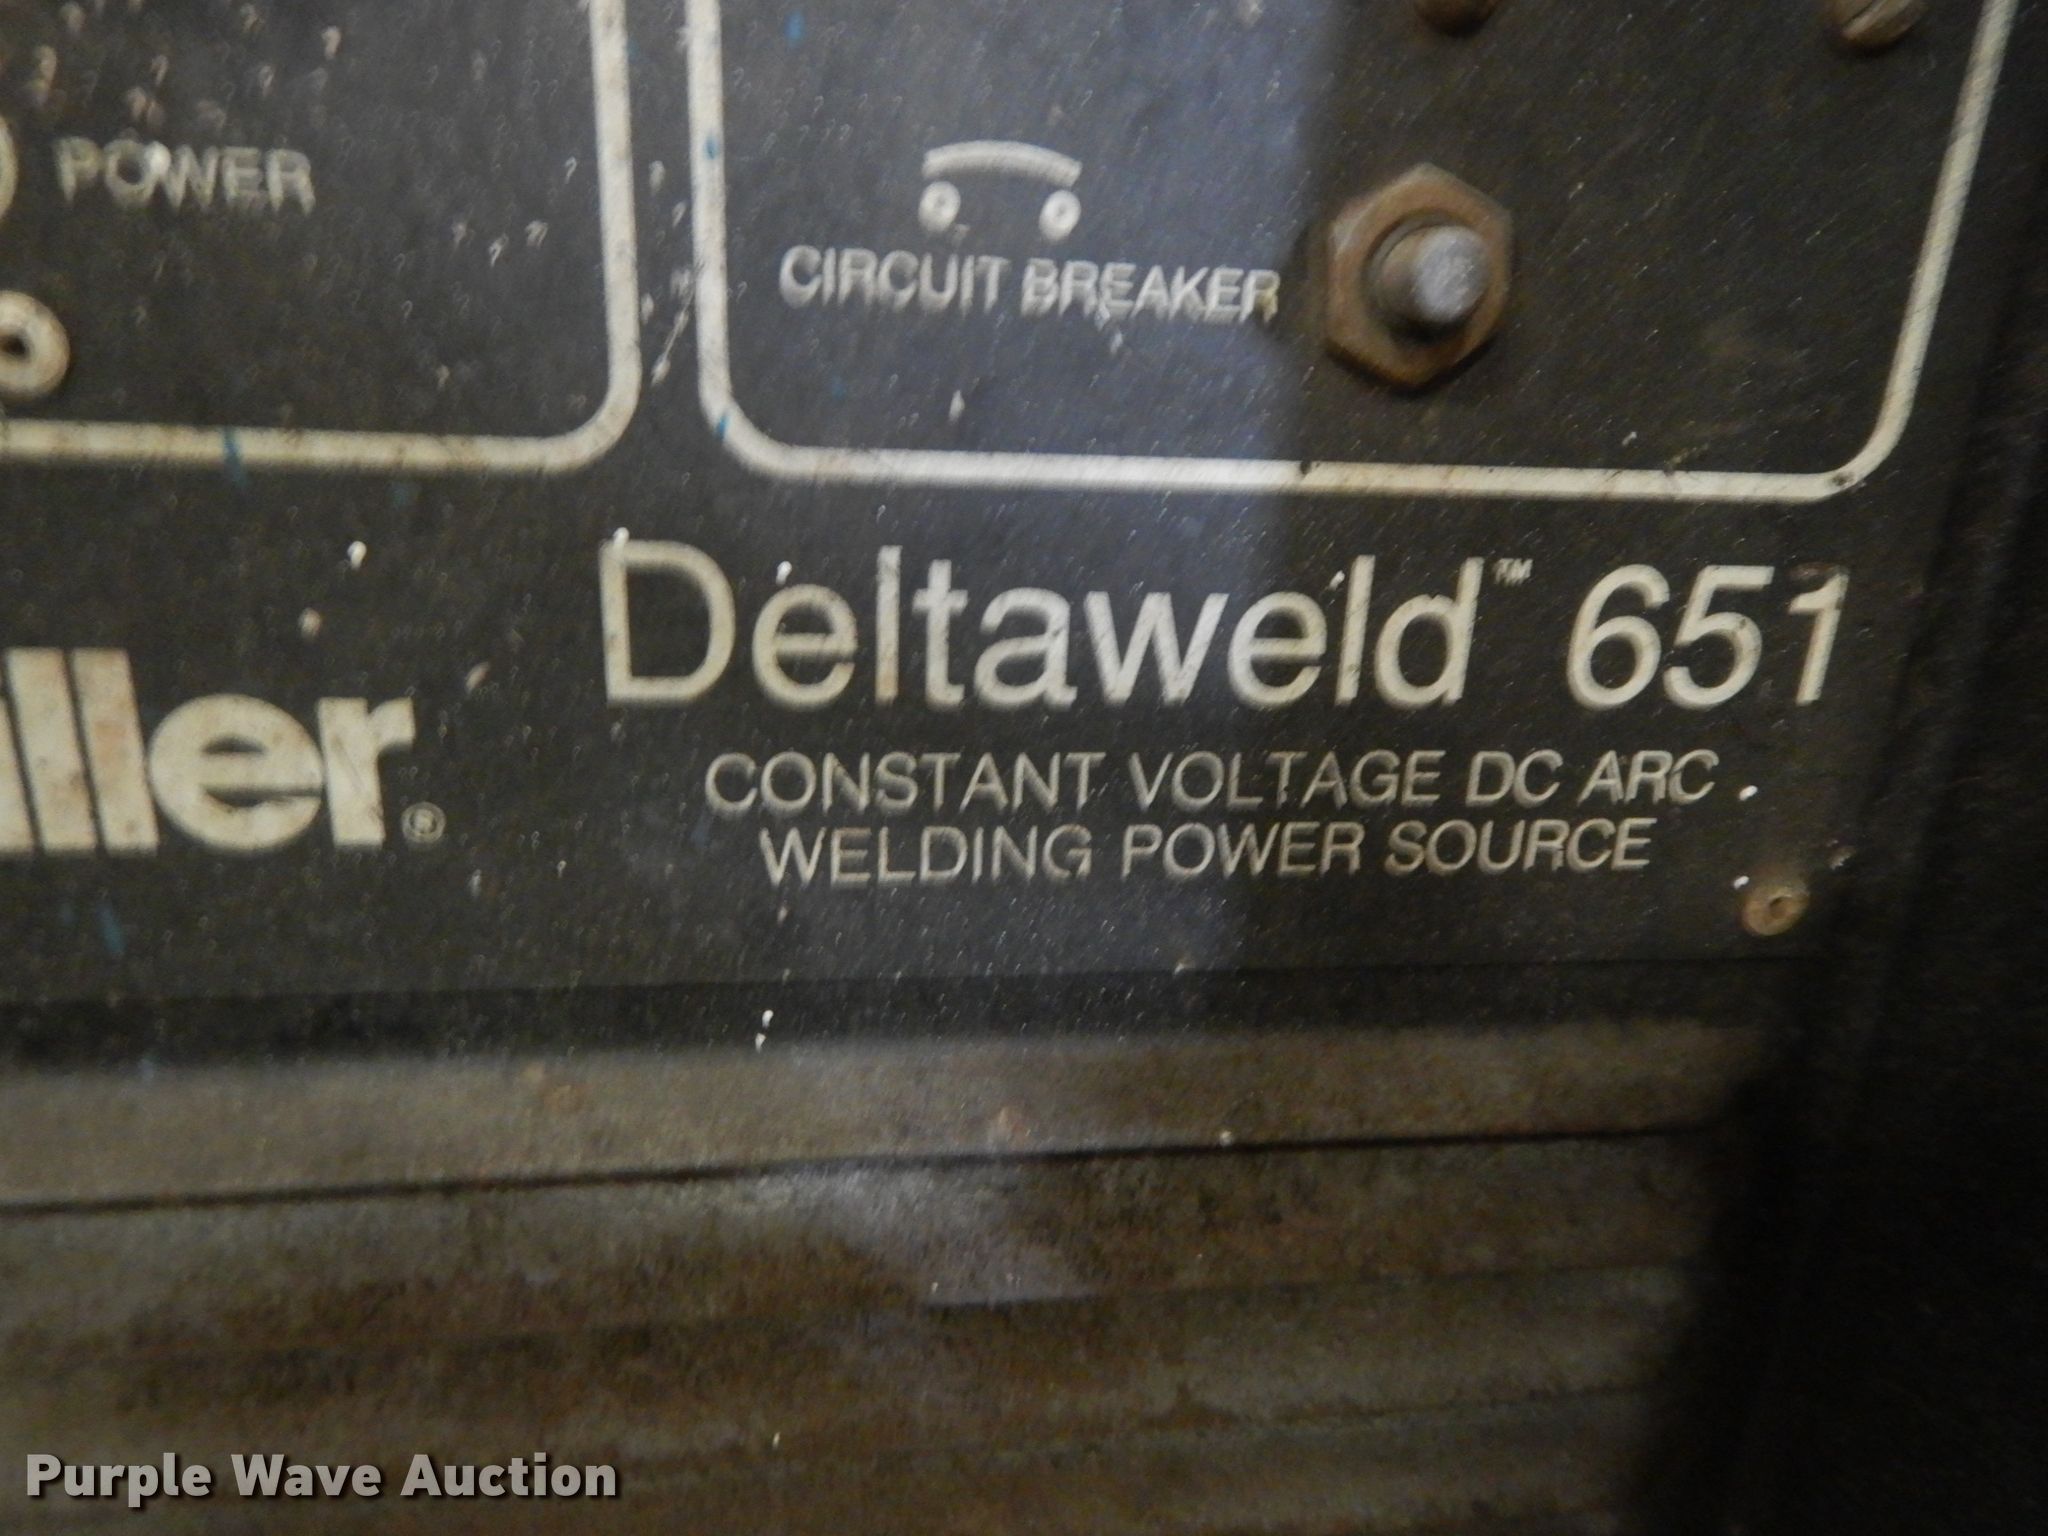 POWER
CIRCUIT BREAKER
Deltaweld™ 651
iller®
CONSTANT VOLTAGE DC ARC
WELDING POWER SOURCE
Purple Wave Auction